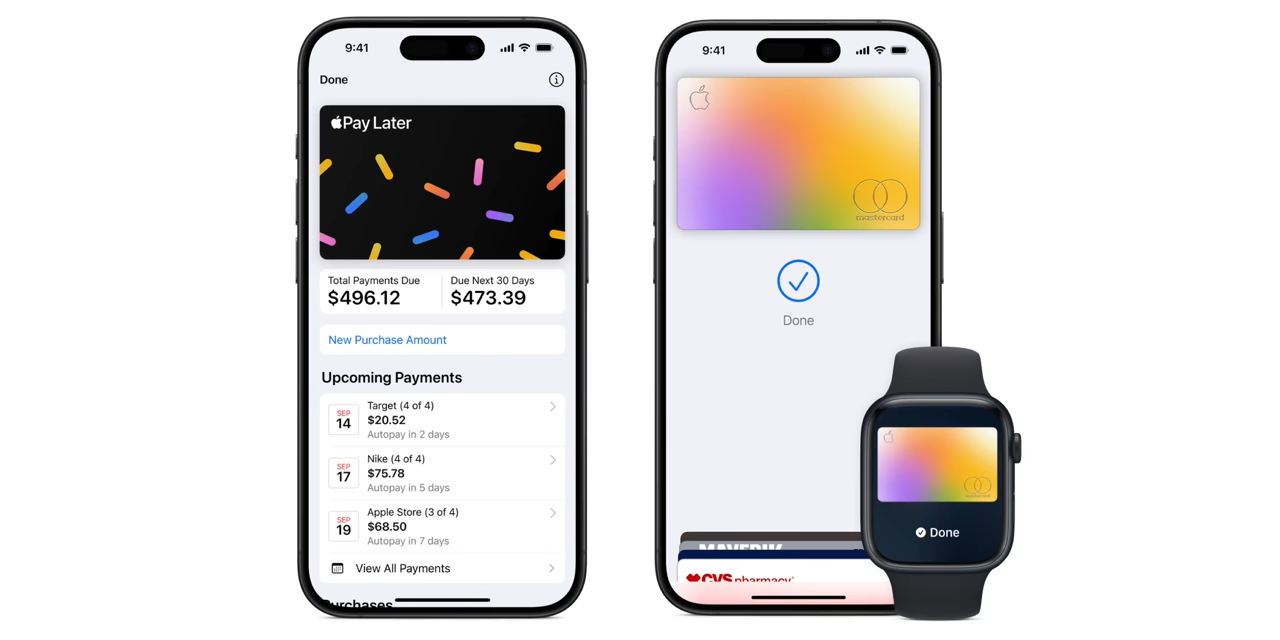 9:41
Done
Pay Later
Total Payments Due
$496.12
Due Next 30 Days
$473.39
New Purchase Amount
Upcoming Payments
SEP
14
Target (4 of 4)
$20.52
Autopay in 2 days
SEP
17
Nike (4 of 4)
$75.78
Autopay in 5 days
SEP
19
Apple Store (3 of 4)
$68.50
Autopay in 7 days
View All Payments
Purchases
9:41
mastercard
Done
MAVERIK
CVS pharmacy
Done